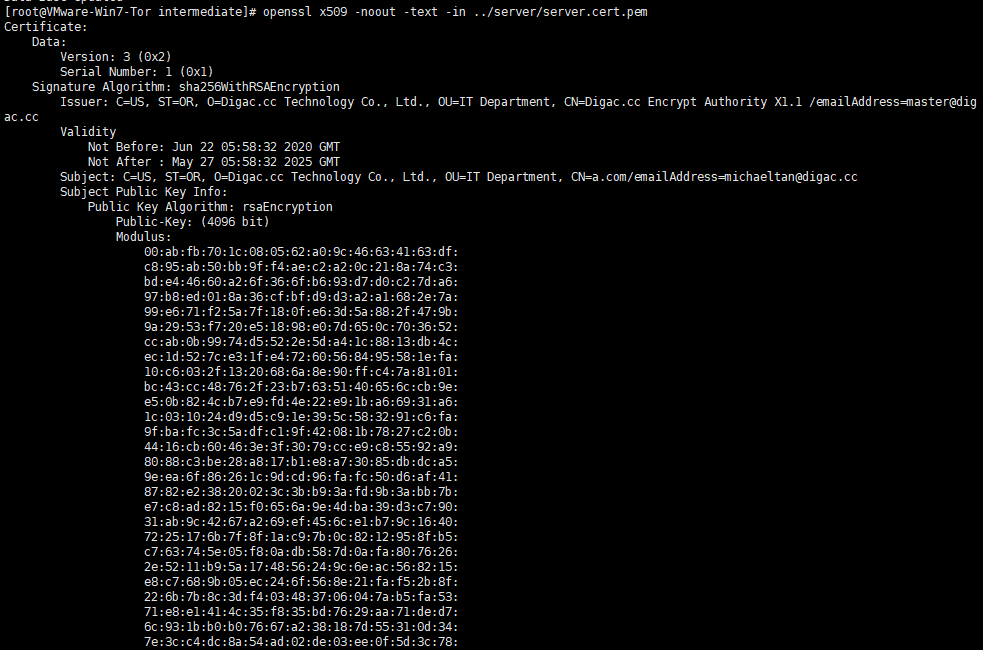 [root@VMware-Win7-Tor intermediate]# openssl x509 -noout -text -in ../server/server.cert.pem
Certificate:
Data:
Version: 3 (0x2)
Serial Number: 1 (0x1)
Signature Algorithm: sha256WithRSAEncryption
Issuer: C=US, ST=OR, O=Digac.cc Technology Co., Ltd., OU=IT Department, CN=Digac.cc Encrypt Authority X1.1 /emailAddress=master@dig
ac.cc
Validity
Not Before: Jun 22 05:58:32 2020 GMT
Not After : May 27 05:58:32 2025 GMT
Subject: C=US, ST=OR, O=Digac.cc Technology Co., Ltd., OU=IT Department, CN=a.com/emailAddress=michaeltan@digac.cc
Subject Public Key Info:
Public Key Algorithm: rsaEncryption
Public-Key: (4096 bit)
Modulus:
00:ab:fb:70:1c:08:05:62:a0:9c:46:63:41:63:df:
c8:95:ab:50:bb:9f:f4:ae:c2:a2:0c:21:8a:74:c3:
bd:e4:46:60:a2:6f:36:6f:b6:93:d7:d0:c2:7d:a6:
97:b8:ed:01:8a:36:cf:bf:d9:d3:a2:a1:68:2e:7a:
99:e6:71:f2:5a:7f:18:0f:e6:3d:5a:88:2f:47:9b:
9a:29:53:f7:20:e5:18:98:e0:7d:65:0c:70:36:52:
cc:ab:0b:99:74:d5:52:2e:5d:a4:1c:88:13:db:4c:
ec:1d:52:7c:e3:1f:e4:72:60:56:84:95:58:1e:fa:
10:c6:03:2f:13:20:68:6a:8e:90:ff:c4:7a:81:01:
bc:43:cc:48:76:2f:23:b7:63:51:40:65:6c:cb:9e:
e5:0b:82:4c:b7:e9:fd:4e:22:e9:1b:a6:69:31:a6:
1c:03:10:24:d9:d5:c9:1e:39:5c:58:32:91:c6:fa:
9f:ba:fc:3c:5a:df:c1:9f:42:08:1b:78:27:c2:0b:
44:16:cb:60:46:3e:3f:30:79:cc:e9:c8:55:92:a9:
80:88:c3:be:28:a8:17:b1:e8:a7:30:85:db:dc:a5:
9e:ea:6f:86:26:1c:9d:cd:96:fa:fc:50:d6:af:41:
87:82:e2:38:20:02:3c:3b:b9:3a:fd:9b:3a:bb:7b:
e7:c8:ad:82:15:f0:65:6a:9e:4d:ba:39:d3:c7:90:
31:ab:9c:42:67:a2:69:ef:45:6c:e1:b7:9c:16:40:
72:25:17:6b:7f:8f:1a:c9:7b:0c:82:12:95:8f:b5:
c7:63:74:5e:05:f8:0a:db:58:7d:0a:fa:80:76:26:
2e:52:11:b9:5a:17:48:56:24:9c:6e:ac:56:82:15:
e8:c7:68:9b:05:ec:24:6f:56:8e:21:fa:f5:2b:8f:
22:6b:7b:8c:3d:f4:03:48:37:06:04:7a:b5:fa:53:
71:e8:e1:41:4c:35:f8:35:bd:76:29:aa:71:de:d7:
6c:93:1b:b0:b0:76:67:a2:38:18:7d:55:31:0d:34:
7e:3c:c4:dc:8a:54:ad:02:de:03:ee:0f:5d:3c:78: